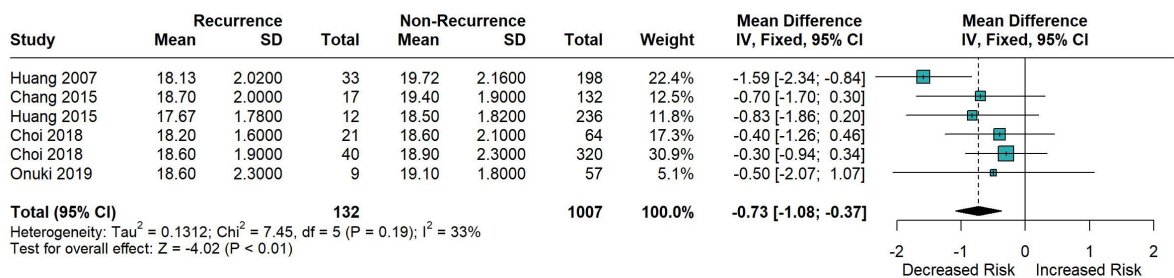 Recurrence Non-Recurrence Mean Difference Mean Difference
Study Mean SD Total Mean SD Total Weight IV, Fixed, 95% CI IV, Fixed, 95% CI
Huang 2007 18.13 2.0200 33 19.72 2.1600 198 22.4% -1.59 [-2.34; -0.84]
Chang 2015 18.70 2.0000 17 19.40 1.9000 132 12.5% -0.70 [-1.70; 0.30]
Huang 2015 17.67 1.7800 12 18.50 1.8200 236 11.8% -0.83 [-1.86; 0.20]
Choi 2018 18.20 1.6000 21 18.60 2.1000 64 17.3% -0.40 [-1.26; 0.46]
Choi 2018 18.60 1.9000 40 18.90 2.3000 320 30.9% -0.30 [-0.94; 0.34]
Onuki 2019 18.60 2.3000 9 19.10 1.8000 57 5.1% -0.50 [-2.07; 1.07]
Total (95% CI) 132 1007 100.0% -0.73 [-1.08; -0.37]
Heterogeneity: Tau² = 0.1312; Chi² = 7.45, df = 5 (P = 0.19); I² = 33%
Test for overall effect: Z = -4.02 (P < 0.01)
-2 -1 0 1 2
Decreased Risk Increased Risk